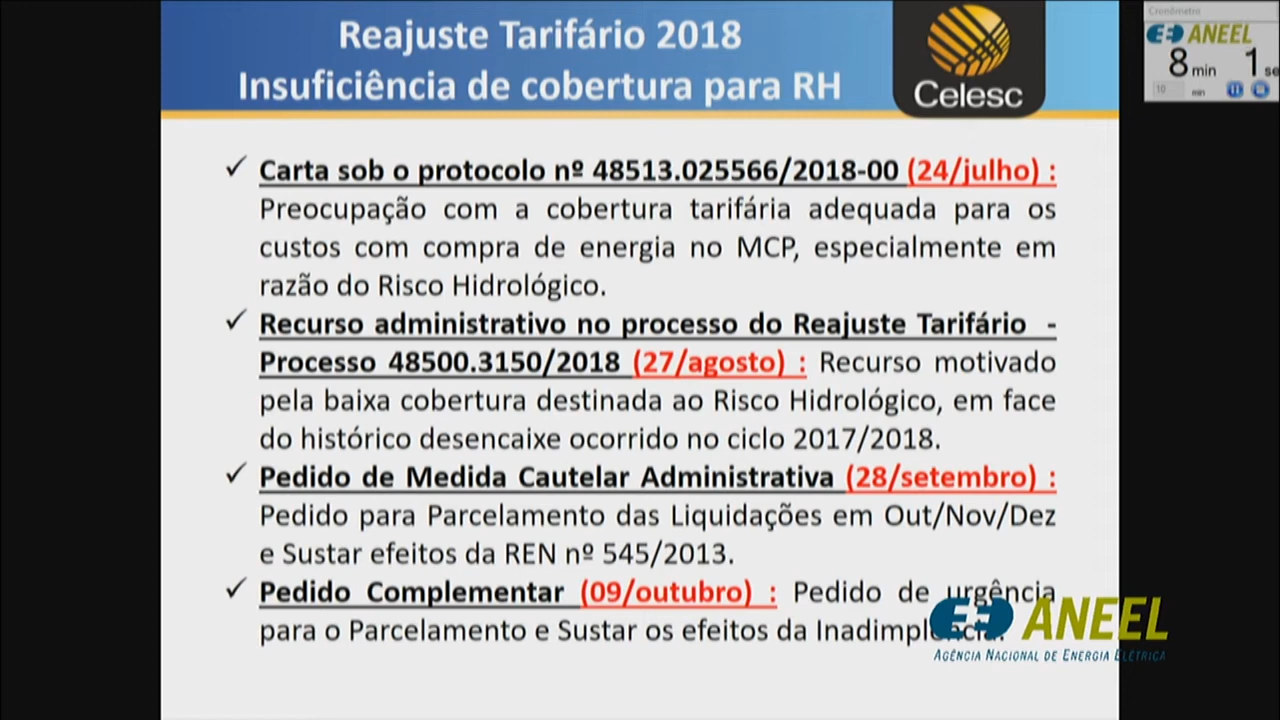 Reajuste Tarifário 2018
Insuficiência de cobertura para RH
Celesc
Cronômetro
ANEEL
8 min 1 se
10 min
✓ Carta sob o protocolo nº 48513.025566/2018-00 (24/julho) :
Preocupação com a cobertura tarifária adequada para os
custos com compra de energia no MCP, especialmente em
razão do Risco Hidrológico.
✓ Recurso administrativo no processo do Reajuste Tarifário -
Processo 48500.3150/2018 (27/agosto) : Recurso motivado
pela baixa cobertura destinada ao Risco Hidrológico, em face
do histórico desencaixe ocorrido no ciclo 2017/2018.
✓ Pedido de Medida Cautelar Administrativa (28/setembro) :
Pedido para Parcelamento das Liquidações em Out/Nov/Dez
e Sustar efeitos da REN nº 545/2013.
✓ Pedido Complementar (09/outubro) : Pedido de urgência
para o Parcelamento e Sustar os efeitos da Inadimplência.
ANEEL
AGÊNCIA NACIONAL DE ENERGIA ELÉTRICA